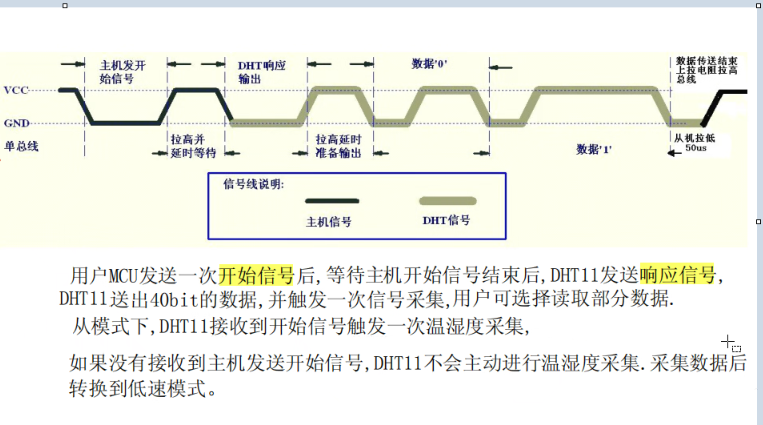 主机发开
始信号
DHT响应
输出
数据'0'
数据传送结束
上拉电阻拉高
总线
VCC
GND
单总线
拉高并
延时等待
拉高延时
准备输出
数据'1'
从机拉低
50us
信号线说明:
主机信号
DHT信号
用户MCU发送一次开始信号后,等待主机开始信号结束后,DHT11发送响应信号,
DHT11送出40bit的数据,并触发一次信号采集,用户可选择读取部分数据.
从模式下,DHT11接收到开始信号触发一次温湿度采集,
如果没有接收到主机发送开始信号,DHT11不会主动进行温湿度采集.采集数据后
转换到低速模式。